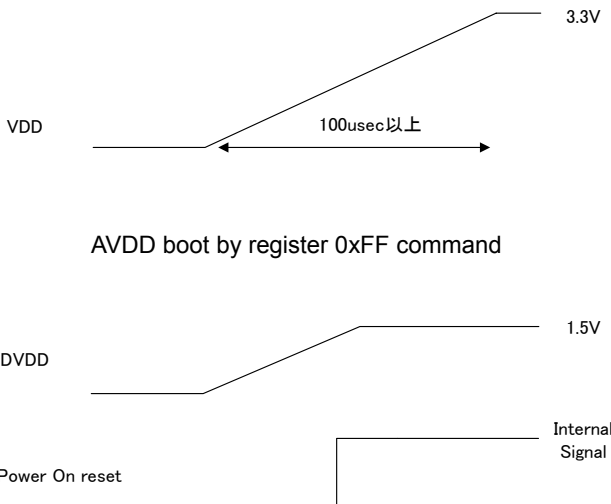 3.3V
VDD
100usec以上
AVDD boot by register 0xFF command
1.5V
DVDD
Internal
Signal
Power On reset